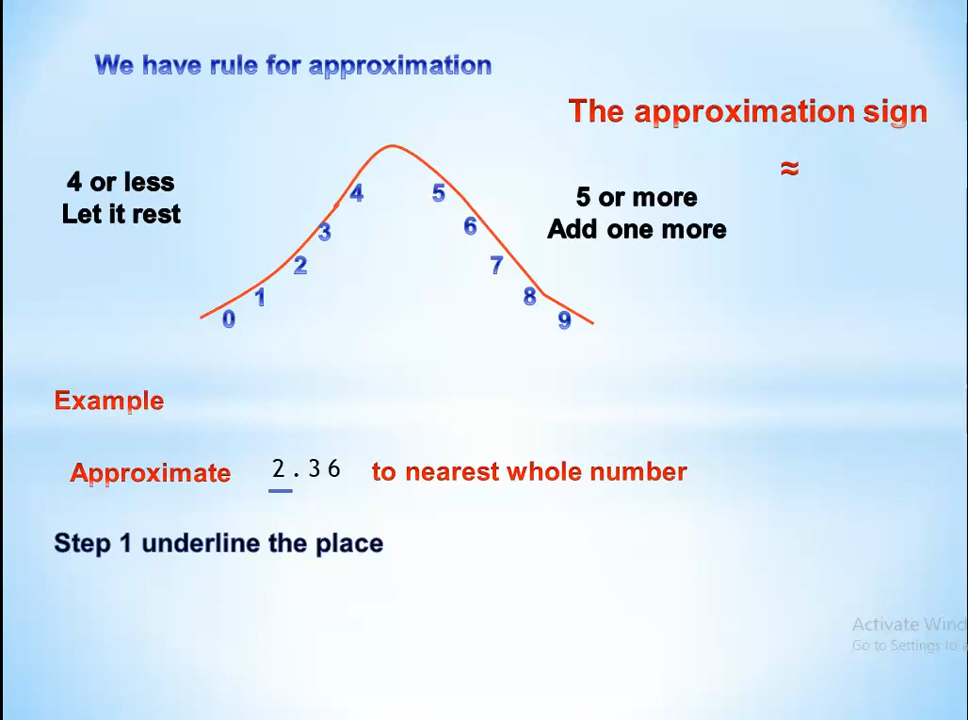 We have rule for approximation
The approximation sign
≈
4 or less
Let it rest
5 or more
Add one more
4
5
3
6
2
7
1
8
0
9
Example
Approximate 2.36 to nearest whole number
Step 1 underline the place
Activate Wind
Go to Settings to a